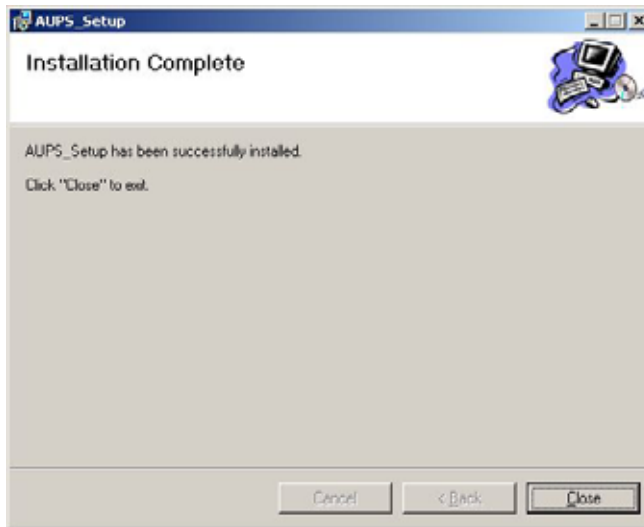 AUPS_Setup
Installation Complete
AUPS_Setup has been successfully installed.
Click "Close" to exit.
Cancel
< Back
Close